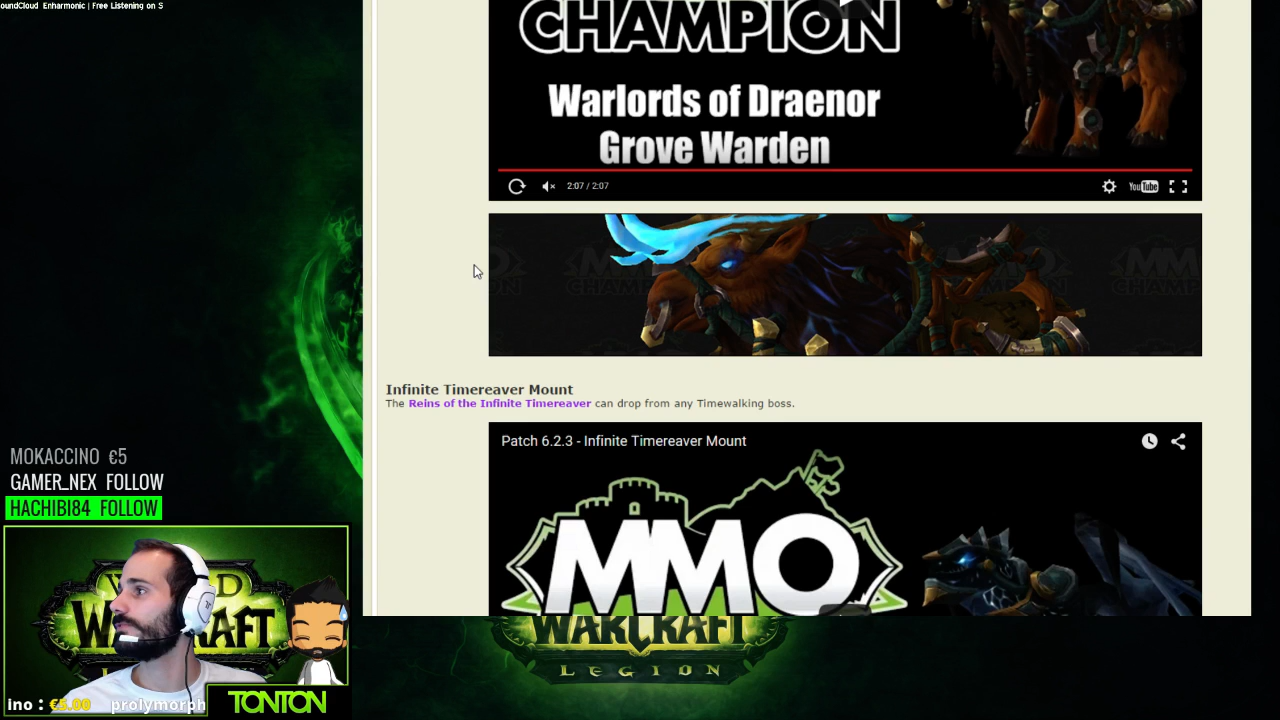 oundCloud Enharmonic | Free Listening on S
CHAMPION
Warlords of Draenor
Grove Warden
2:07 / 2:07
YouTube
Infinite Timereaver Mount
The Reins of the Infinite Timereaver can drop from any Timewalking boss.
Patch 6.2.3 - Infinite Timereaver Mount
MMO
MOKACCINO €5
GAMER_NEX FOLLOW
HACHIBI84 FOLLOW
WARCRAFT
LEGION
ino : €5.00 prolymorph
TONTON